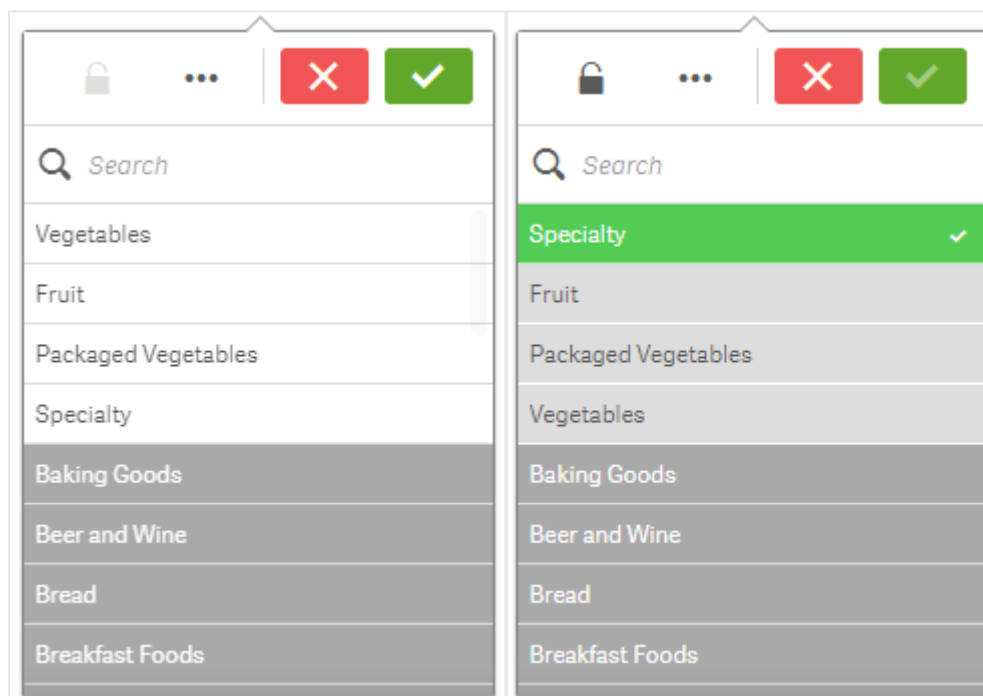 Search
Vegetables
Fruit
Packaged Vegetables
Specialty
Baking Goods
Beer and Wine
Bread
Breakfast Foods
Search
Specialty
Fruit
Packaged Vegetables
Vegetables
Baking Goods
Beer and Wine
Bread
Breakfast Foods